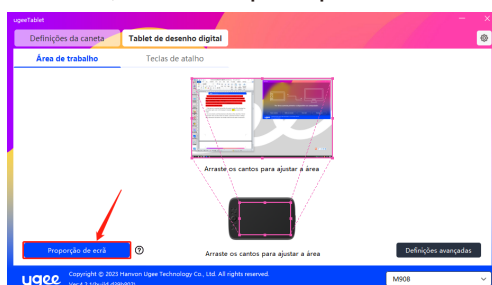 ugeeTablet
Definições da caneta
Tablet de desenho digital
Área de trabalho
Teclas de atalho
Arraste os cantos para ajustar a área
Proporção de ecrã
?
Arraste os cantos para ajustar a área
Definições avançadas
ugee
Copyright © 2023 Hanvon Ugee Technology Co., Ltd. All rights reserved.
M908